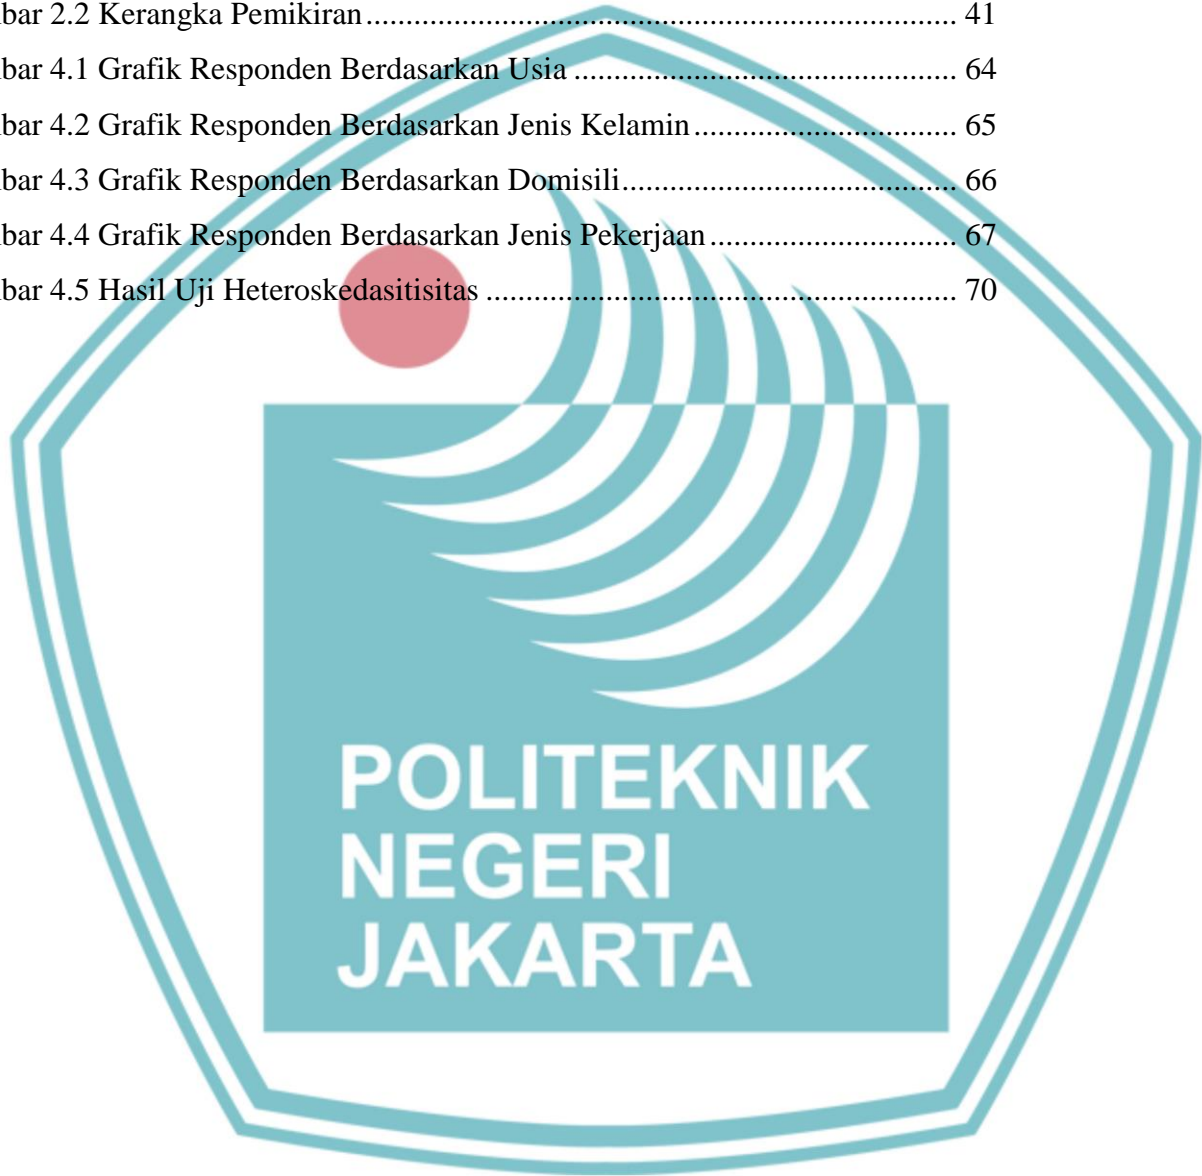 bar 2.2 Kerangka Pemikiran.......................................................................... 41
bar 4.1 Grafik Responden Berdasarkan Usia ................................................ 64
bar 4.2 Grafik Responden Berdasarkan Jenis Kelamin................................. 65
bar 4.3 Grafik Responden Berdasarkan Domisili.......................................... 66
bar 4.4 Grafik Responden Berdasarkan Jenis Pekerjaan ............................... 67
bar 4.5 Hasil Uji Heteroskedasitisitas ........................................................... 70
POLITEKNIK
NEGERI
JAKARTA